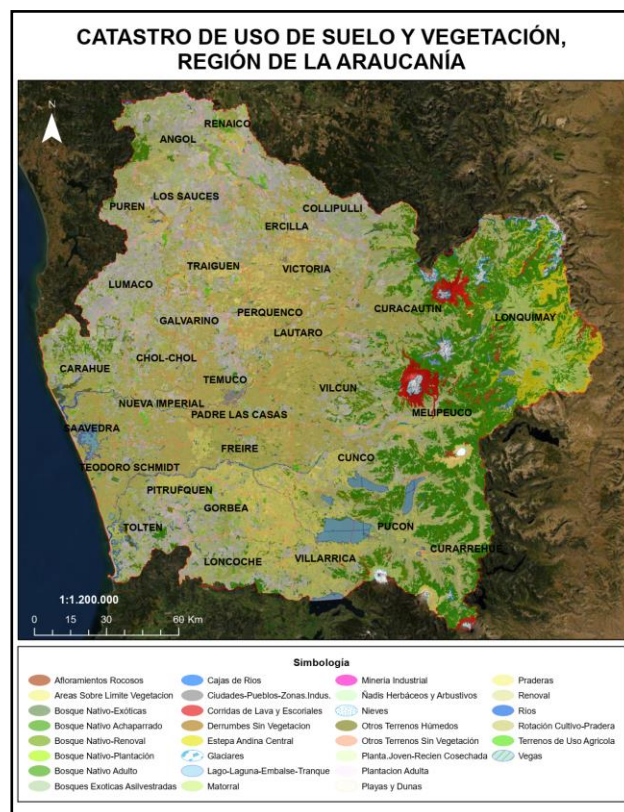 CATASTRO DE USO DE SUELO Y VEGETACIÓN,
REGIÓN DE LA ARAUCANÍA
N
RENAICO
ANGOL
LOS SAUCES
PUREN
COLLIPULLI
ERCILLA
TRAIGUEN
VICTORIA
LUMACO
CURACAUTIN
PERQUENCO
LONQUIMAY
GALVARINO
LAUTARO
CHOL-CHOL
CARAHUE
TEMUCO
VILCUN
NUEVA IMPERIAL
MELIPEUCO
PADRE LAS CASAS
SAAVEDRA
FREIRE
CUNCO
TEODORO SCHMIDT
PITRUFQUEN
GORBEA
TOLTEN
PUCON
CURARREHUE
LONCOCHE
VILLARRICA
1:1.200.000
0 15 30 60 Km
Simbología
Afloramientos Rocosos
Areas Sobre Limite Vegetacion
Bosque Nativo-Exóticas
Bosque Nativo Achaparrado
Bosque Nativo-Renoval
Bosque Nativo-Plantación
Bosque Nativo Adulto
Bosques Exoticas Asilvestradas
Cajas de Rios
Ciudades-Pueblos-Zonas.Indus.
Corridas de Lava y Escoriales
Derrumbes Sin Vegetacion
Estepa Andina Central
Glaciares
Lago-Laguna-Embalse-Tranque
Matorral
Mineria Industrial
Ñadis Herbáceos y Arbustivos
Nieves
Otros Terrenos Húmedos
Otros Terrenos Sin Vegetación
Planta.Joven-Recien Cosechada
Plantacion Adulta
Playas y Dunas
Praderas
Renoval
Rios
Rotación Cultivo-Pradera
Terrenos de Uso Agricola
Vegas